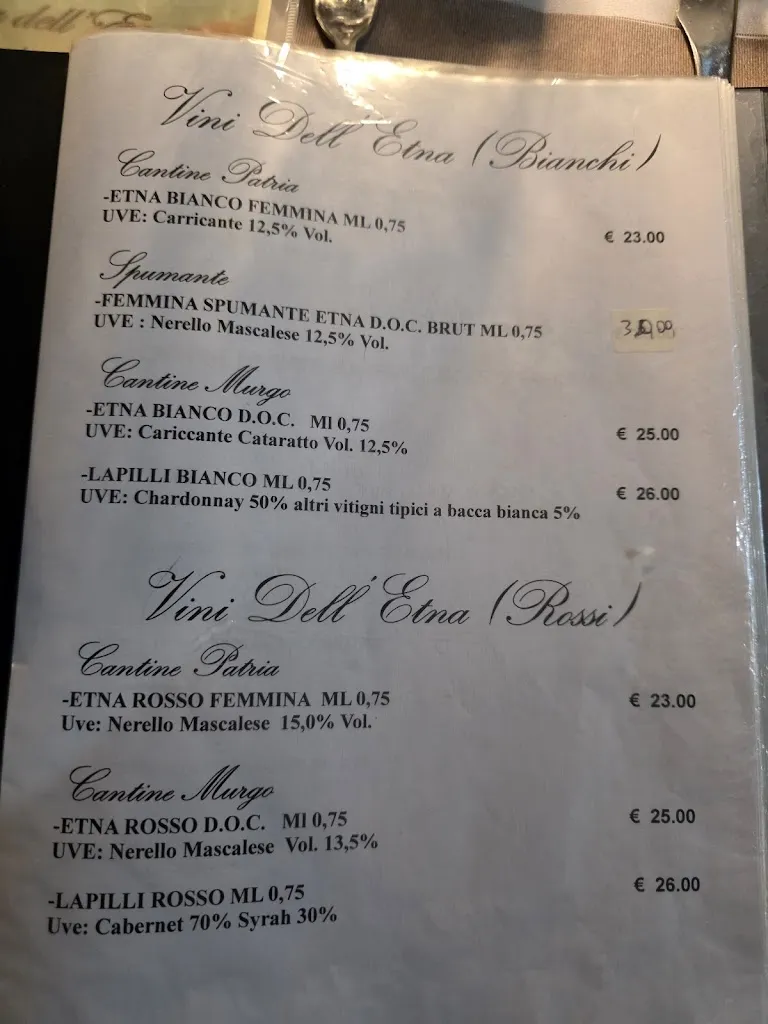 dell'E
Vini Dell' Etna (Bianchi)
Cantine Patria
-ETNA BIANCO FEMMINA ML 0,75
UVE: Carricante 12,5% Vol.
€ 23.00
Spumante
-FEMMINA SPUMANTE ETNA D.O.C. BRUT ML 0,75
UVE : Nerello Mascalese 12,5% Vol.
Cantine Murgo
-ETNA BIANCO D.O.C. Ml 0,75
UVE: Cariccante Cataratto Vol. 12,5%
€ 25.00
-LAPILLI BIANCO ML 0,75
UVE: Chardonnay 50% altri vitigni tipici a bacca bianca 5%
€ 26.00
Vini Dell' Etna (Rossi)
Cantine Patria
-ETNA ROSSO FEMMINA ML 0,75
Uve: Nerello Mascalese 15,0% Vol.
€ 23.00
Cantine Murgo
-ETNA ROSSO D.O.C. Ml 0,75
UVE: Nerello Mascalese Vol. 13,5%
€ 25.00
-LAPILLI ROSSO ML 0,75
Uve: Cabernet 70% Syrah 30%
€ 26.00